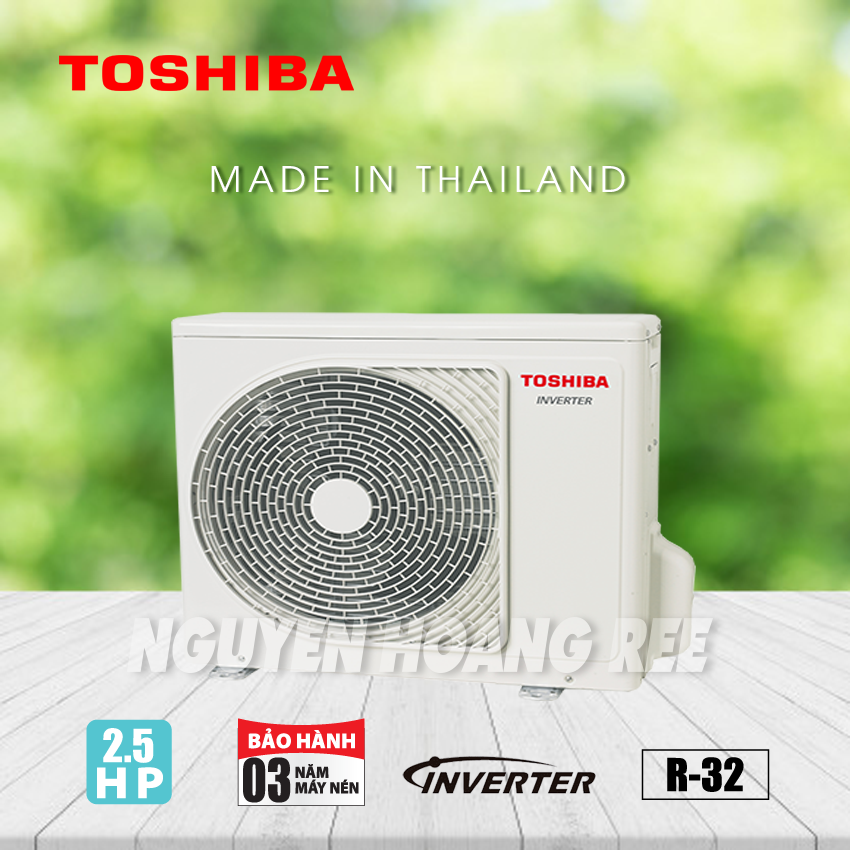 TOSHIBA
MADE IN THAILAND
TOSHIBA
INVERTER
NGUYEN HOANG REE
2.5
HP
BẢO HÀNH
03 NĂM
MÁY NÉN
INVERTER
R-32